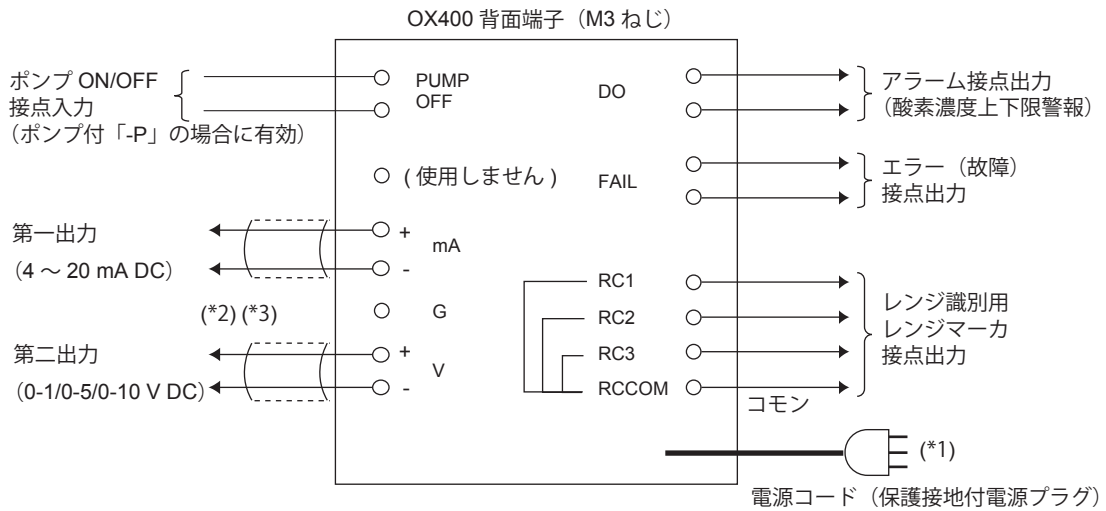 OX400 背面端子（M3 ねじ）
ポンプ ON/OFF
接点入力
（ポンプ付「-P」の場合に有効）
PUMP
OFF
DO
アラーム接点出力
（酸素濃度上下限警報）
( 使用しません )
FAIL
エラー（故障）
接点出力
第一出力
（4 ～ 20 mA DC）
+
mA
-
(*2) (*3)
G
第二出力
（0-1/0-5/0-10 V DC）
+
V
-
RC1
RC2
RC3
RCCOM
レンジ識別用
レンジマーカ
接点出力
コモン
(*1)
電源コード（保護接地付電源プラグ）